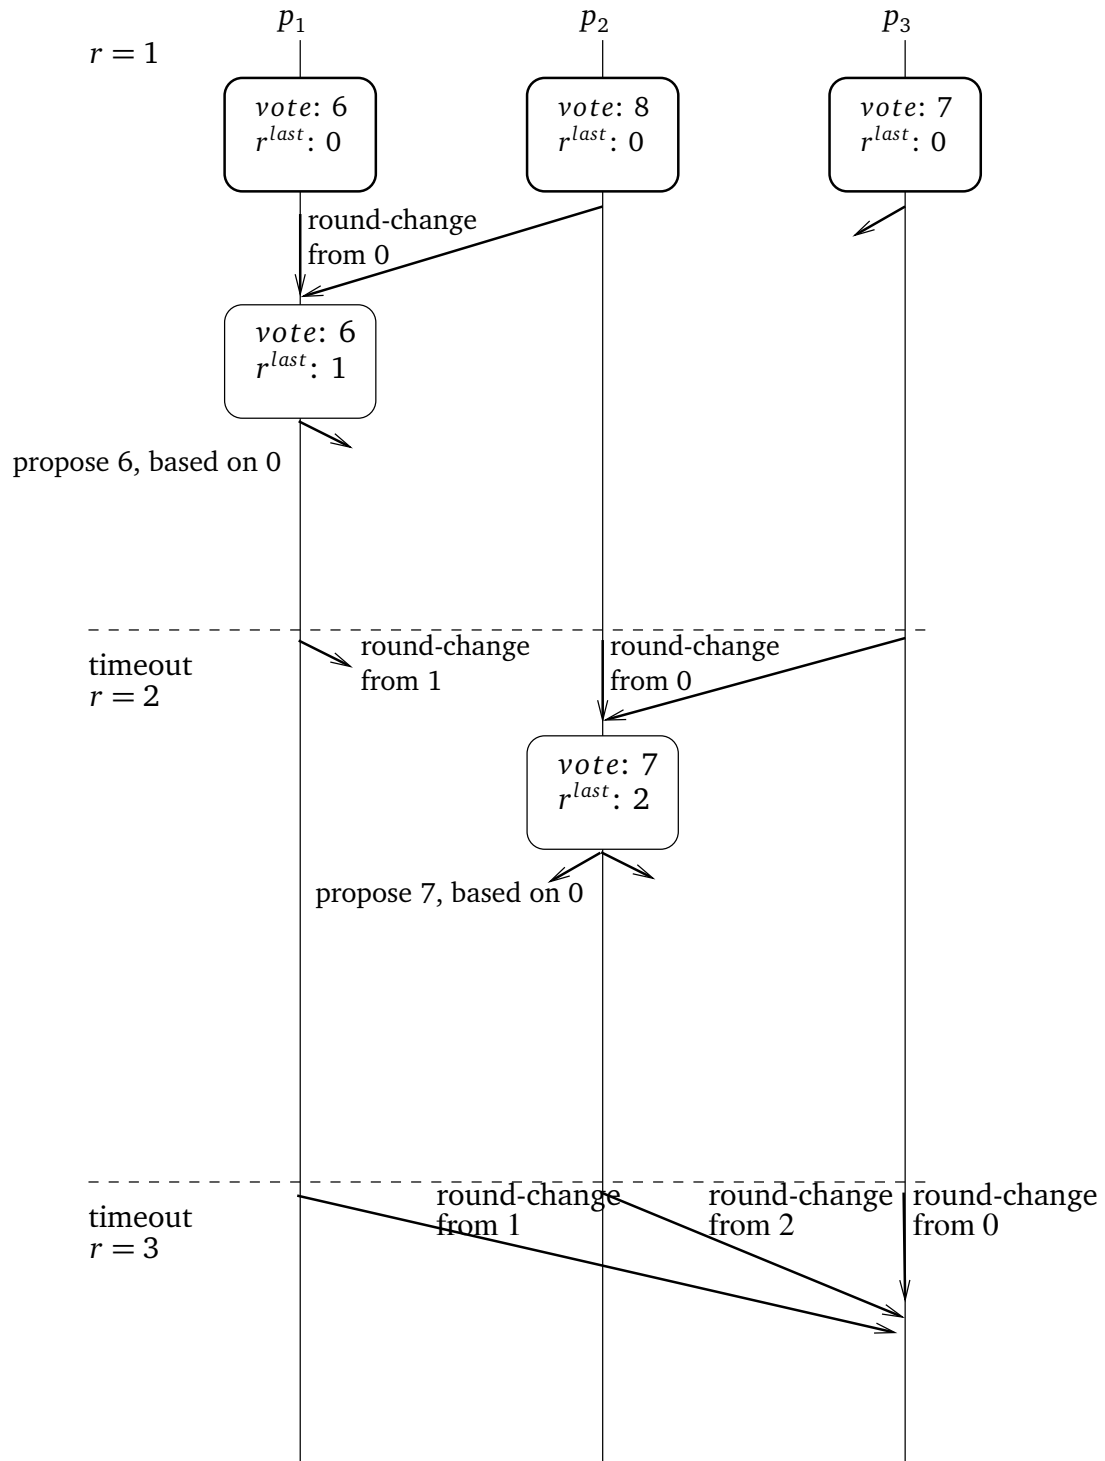 p₁ p₂ p₃
r = 1
vote: 6
r^last: 0
vote: 8
r^last: 0
vote: 7
r^last: 0
round-change
from 0
vote: 6
r^last: 1
propose 6, based on 0
timeout
r = 2
round-change
from 1
round-change
from 0
vote: 7
r^last: 2
propose 7, based on 0
timeout
r = 3
round-change
from 1
round-change
from 2
round-change
from 0